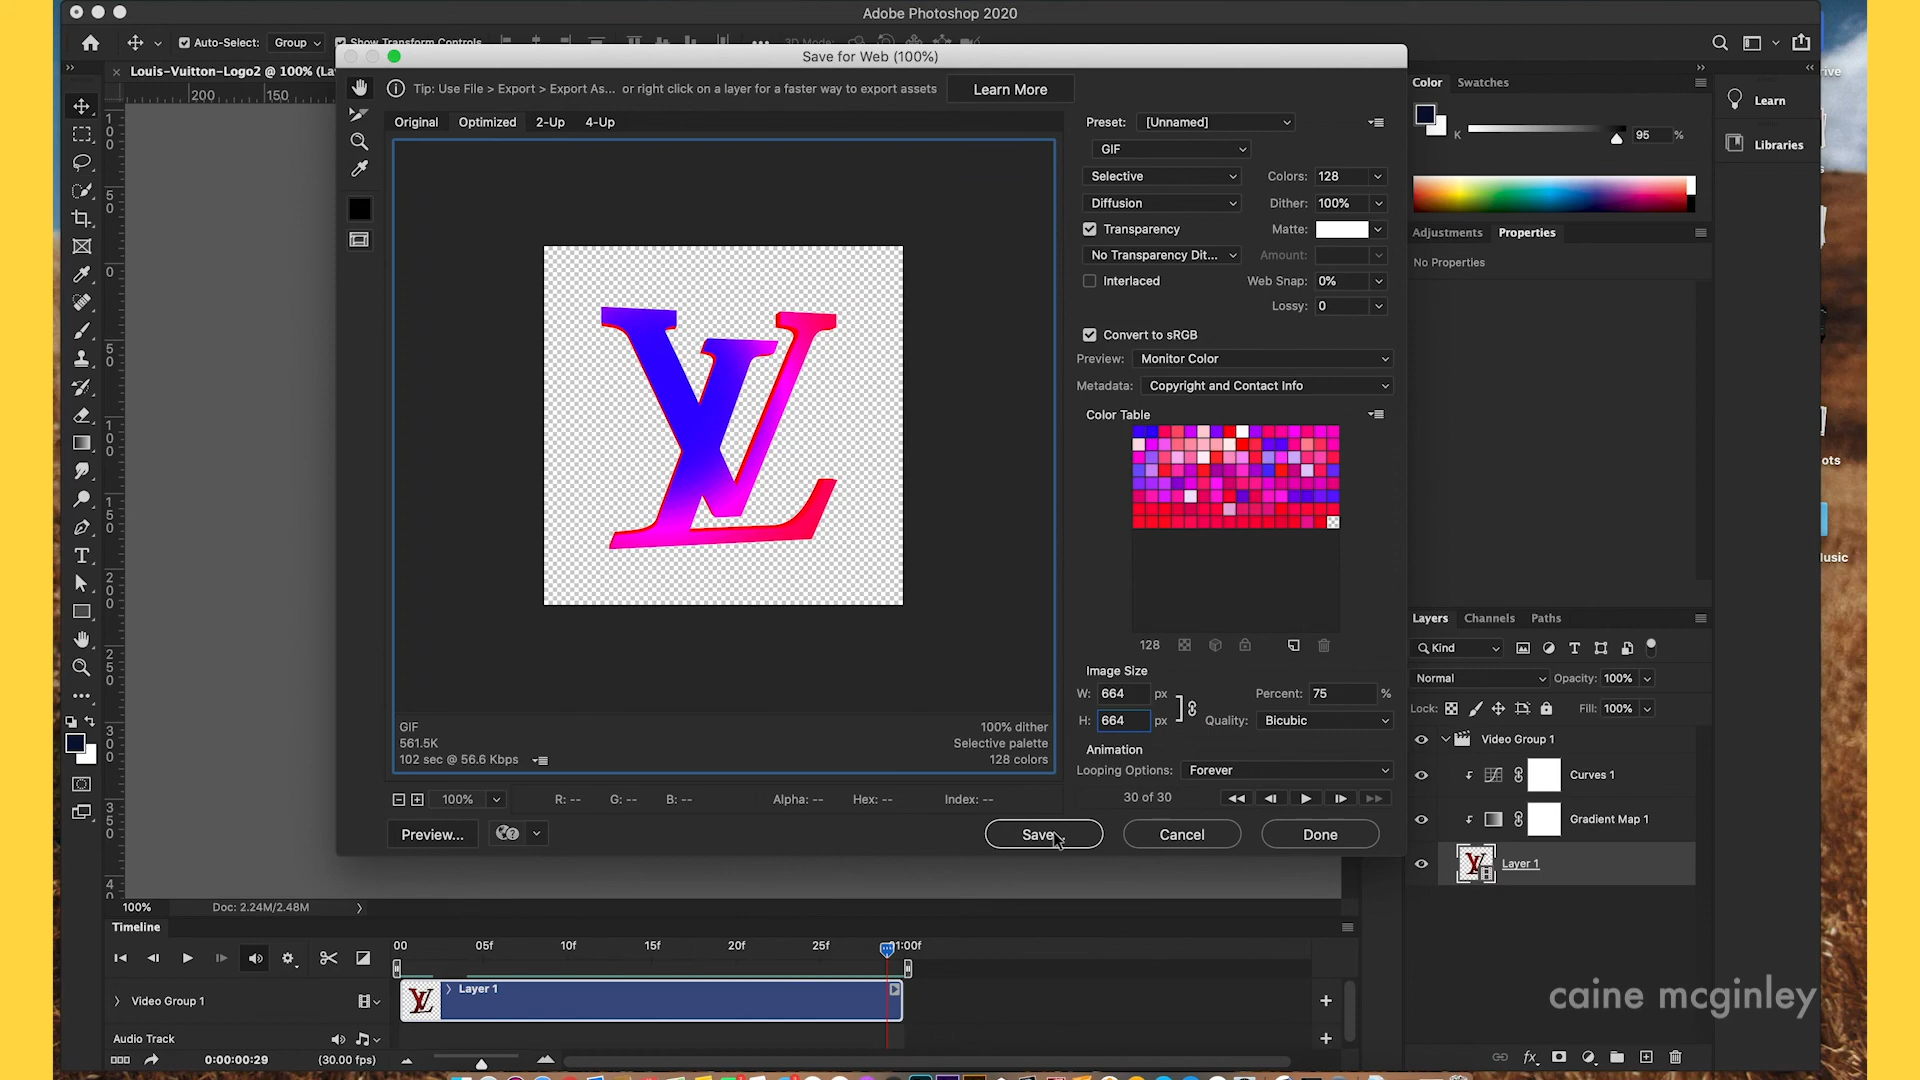 Adobe Photoshop 2020
Auto-Select: Group Show Transform Controls 3D Mode:
Louis-Vuitton-Logo2 @ 100% (La
Save for Web (100%)
Tip: Use File > Export > Export As... or right click on a layer for a faster way to export assets
Learn More
Original Optimized 2-Up 4-Up
200 150
Preset: [Unnamed]
GIF
Selective Colors: 128
Diffusion Dither: 100%
Transparency Matte:
No Transparency Dit... Amount:
Interlaced Web Snap: 0%
Lossy: 0
Convert to sRGB
Preview: Monitor Color
Metadata: Copyright and Contact Info
Color Table
128
Image Size
W: 664 px Percent: 75 %
H: 664 px Quality: Bicubic
Animation
Looping Options: Forever
30 of 30
GIF
561.5K
102 sec @ 56.6 Kbps
100% dither
Selective palette
128 colors
100% R: -- G: -- B: -- Alpha: -- Hex: -- Index: --
Preview... Save... Cancel Done
Color Swatches
K 95 %
Adjustments Properties
No Properties
Learn
Libraries
rive
ots
usic
Layers Channels Paths
Kind
Normal Opacity: 100%
Lock: Fill: 100%
Video Group 1
Curves 1
Gradient Map 1
Layer 1
100% Doc: 2.24M/2.48M
Timeline
00 05f 10f 15f 20f 25f 01:00f
Layer 1
Video Group 1
Audio Track
0:00:00:29 (30.00 fps)
caine mcginley